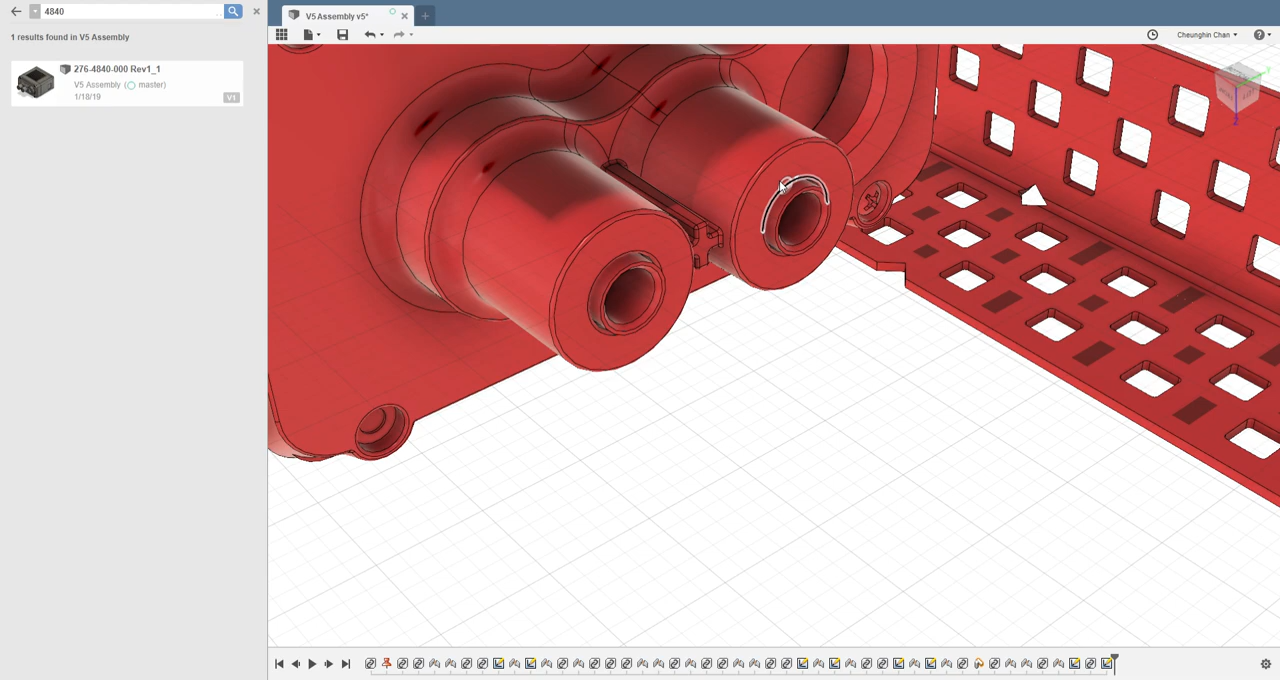 4840
1 results found in V5 Assembly
276-4840-000 Rev1_1
V5 Assembly (master)
1/18/19
V1
V5 Assembly v5*
Cheunghin Chan